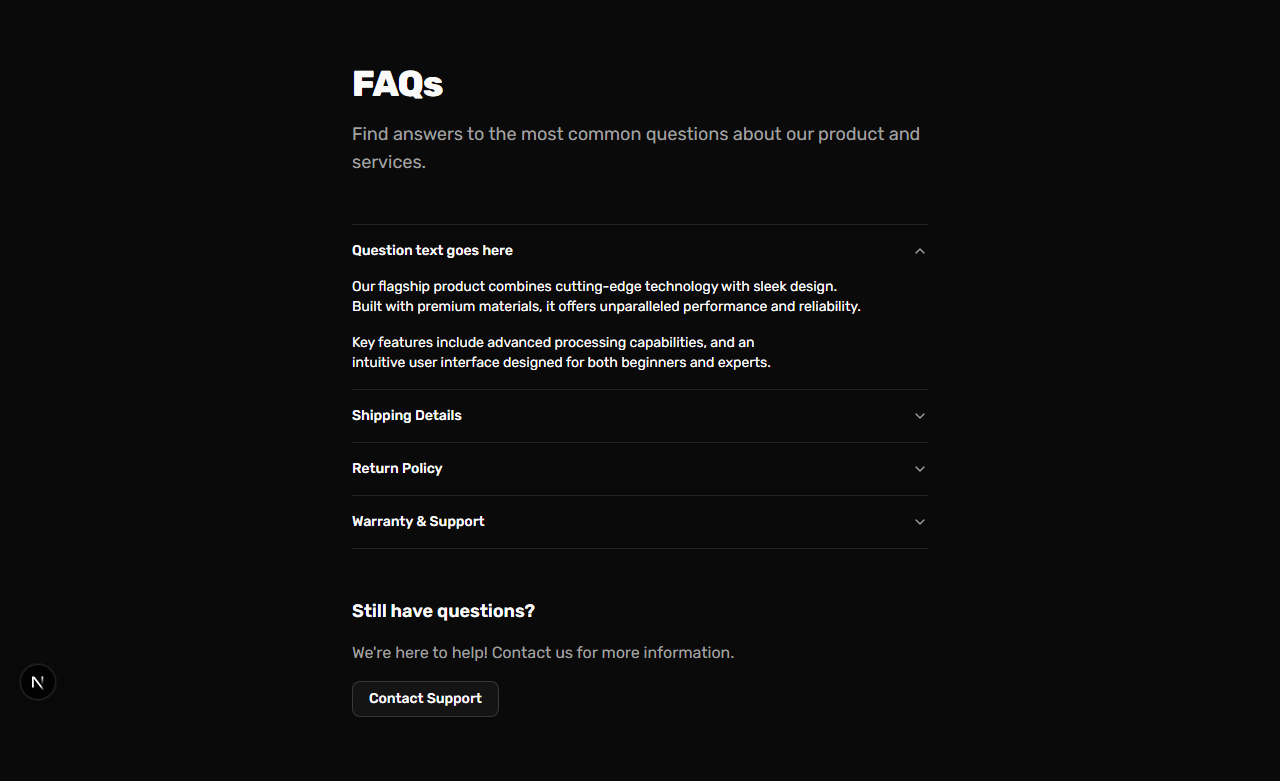 FAQs
Find answers to the most common questions about our product and
services.
Question text goes here
Our flagship product combines cutting-edge technology with sleek design.
Built with premium materials, it offers unparalleled performance and reliability.
Key features include advanced processing capabilities, and an
intuitive user interface designed for both beginners and experts.
Shipping Details
Return Policy
Warranty & Support
Still have questions?
We're here to help! Contact us for more information.
N
Contact Support